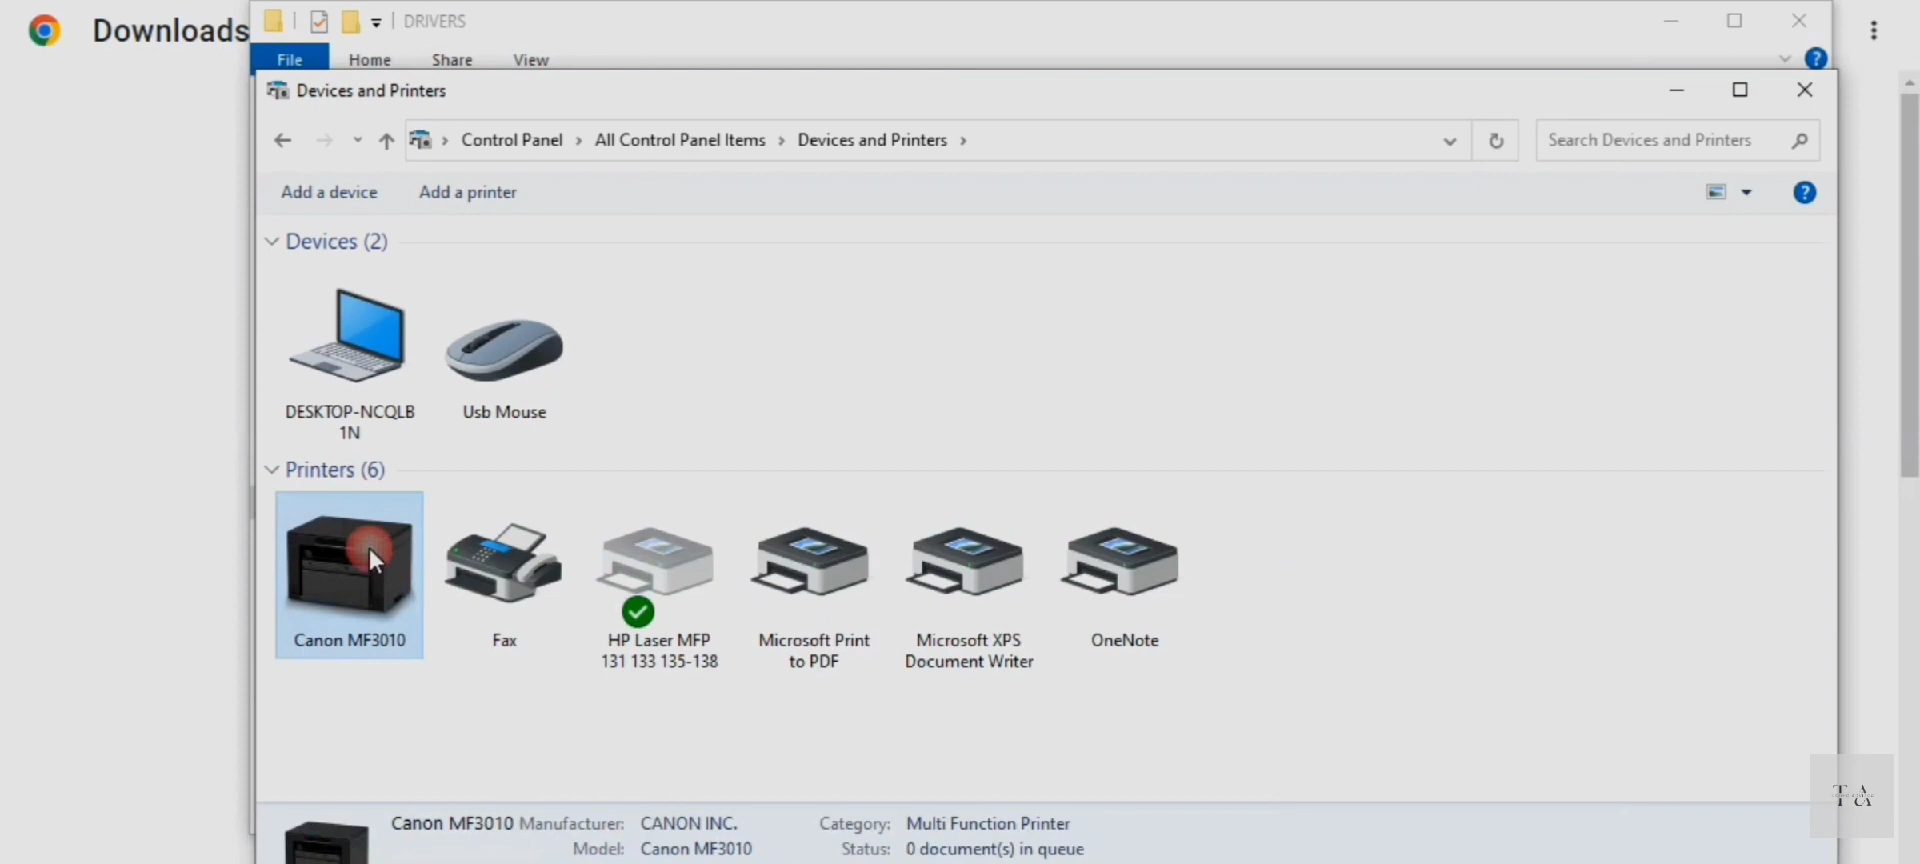 Downloads
DRIVERS
File Home Share View
Devices and Printers
Control Panel All Control Panel Items Devices and Printers
Search Devices and Printers
Add a device Add a printer
Devices (2)
DESKTOP-NCQLB
1N
Usb Mouse
Printers (6)
Canon MF3010
Fax
HP Laser MFP
131 133 135-138
Microsoft Print
to PDF
Microsoft XPS
Document Writer
OneNote
Canon MF3010 Manufacturer: CANON INC. Category: Multi Function Printer
Model: Canon MF3010 Status: 0 document(s) in queue